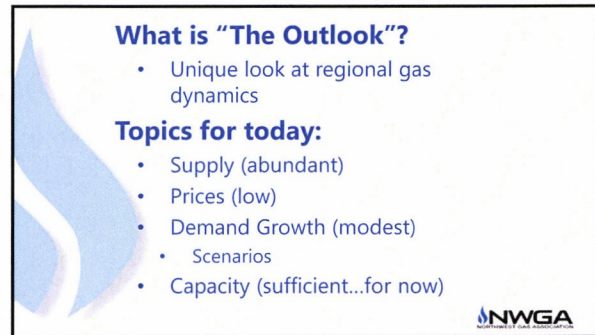 What is “The Outlook”?
• Unique look at regional gas
dynamics
Topics for today:
• Supply (abundant)
• Prices (low)
• Demand Growth (modest)
• Scenarios
• Capacity (sufficient...for now)
NWGA
NORTHWEST GAS ASSOCIATION